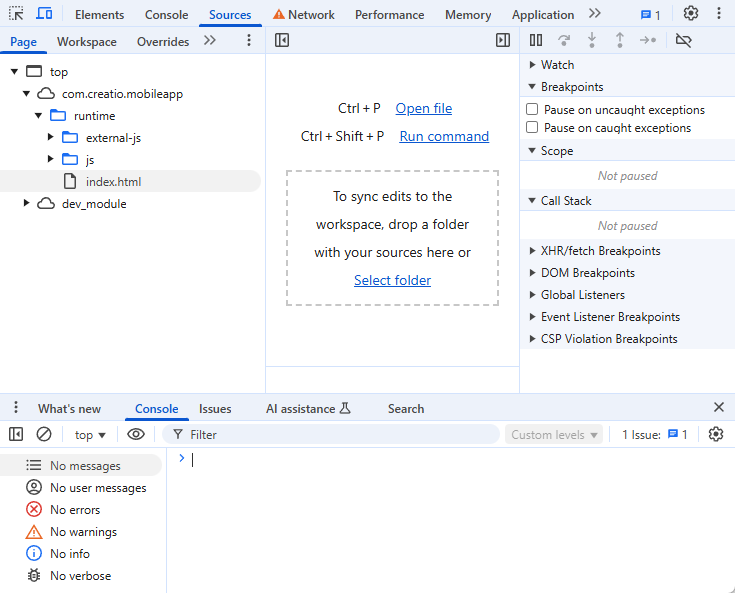 Elements Console Sources Network Performance Memory Application 1
Page Workspace Overrides
top
com.creatio.mobileapp
runtime
external-js
js
index.html
dev_module
Ctrl + P Open file
Ctrl + Shift + P Run command
To sync edits to the
workspace, drop a folder
with your sources here or
Select folder
Watch
Breakpoints
Pause on uncaught exceptions
Pause on caught exceptions
Scope
Not paused
Call Stack
Not paused
XHR/fetch Breakpoints
DOM Breakpoints
Global Listeners
Event Listener Breakpoints
CSP Violation Breakpoints
What's new Console Issues AI assistance Search
top Filter Custom levels 1 Issue: 1
No messages
No user messages
No errors
No warnings
No info
No verbose